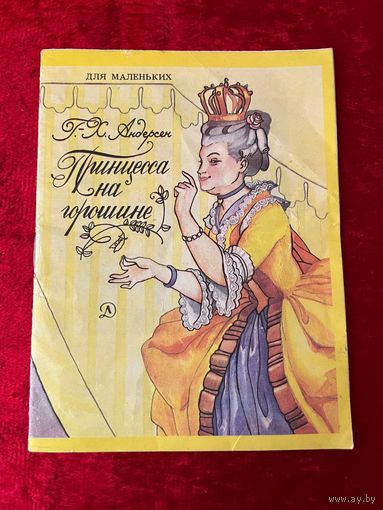 ДЛЯ МАЛЕНЬКИХ
Г.-Х. Андерсен
Принцесса
на
горошине
Д
www.ay.by